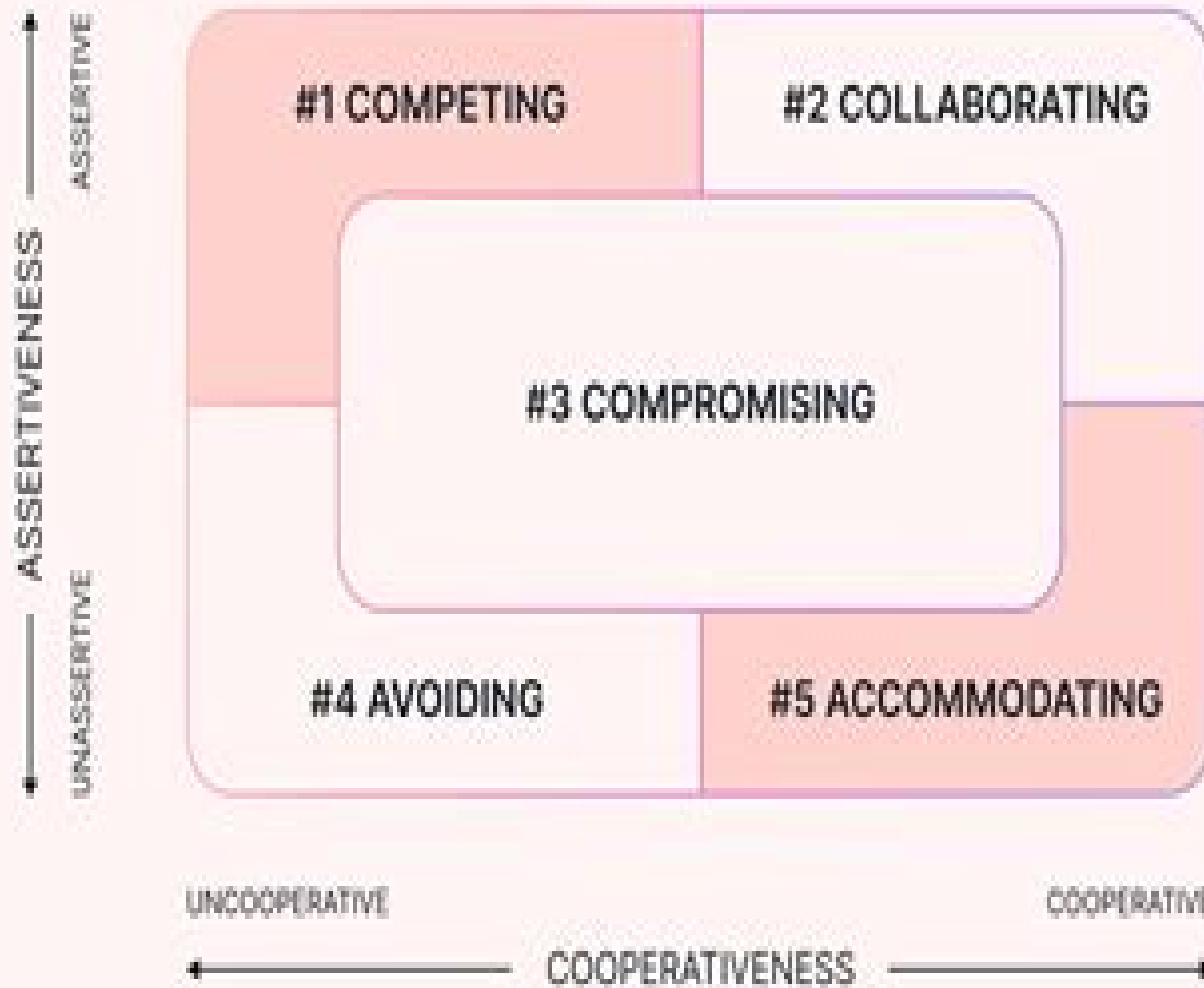 ASSERTIVENESS
ASSERTIVE
UNASSERTIVE
#1 COMPETING
#2 COLLABORATING
#3 COMPROMISING
#4 AVOIDING
#5 ACCOMMODATING
UNCOOPERATIVE
COOPERATIVE
COOPERATIVENESS